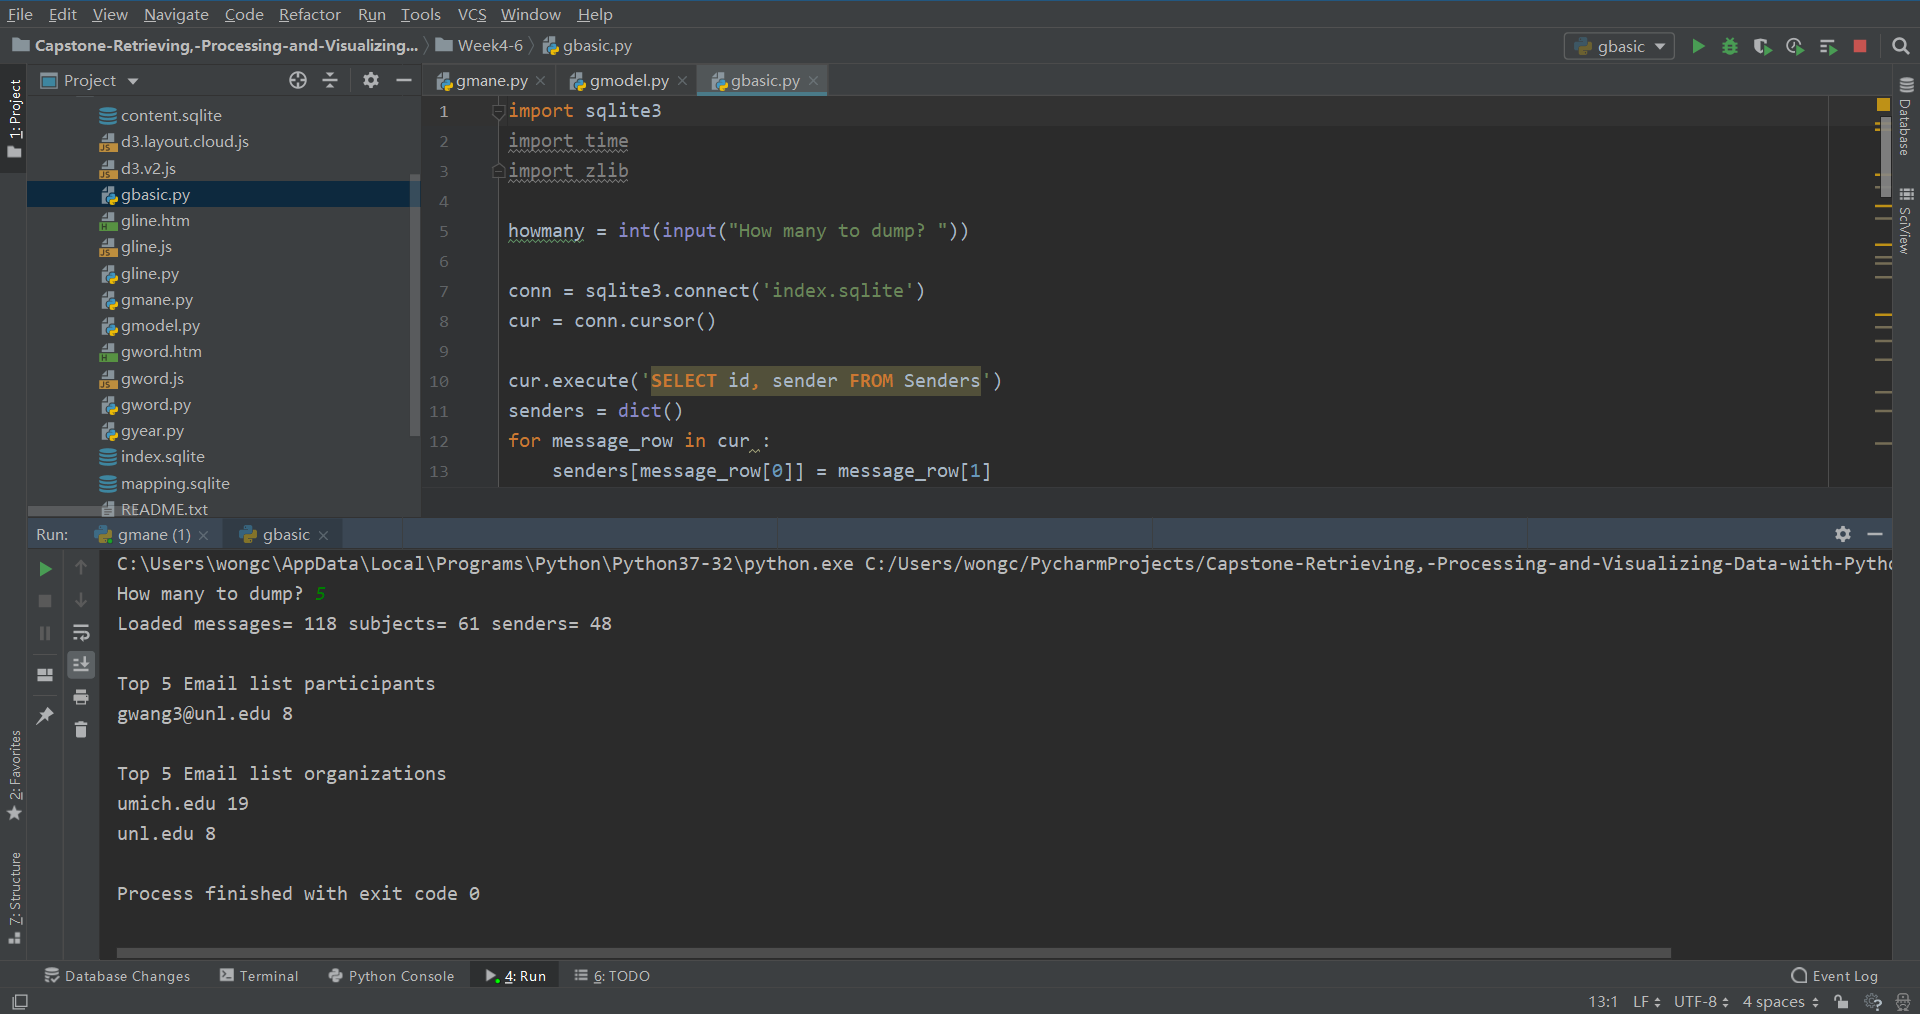 File Edit View Navigate Code Refactor Run Tools VCS Window Help
Capstone-Retrieving,-Processing-and-Visualizing... Week4-6 gbasic.py
gbasic
1: Project
Project
gmane.py
gmodel.py
gbasic.py
content.sqlite
d3.layout.cloud.js
d3.v2.js
gbasic.py
gline.htm
gline.js
gline.py
gmane.py
gmodel.py
gword.htm
gword.js
gword.py
gyear.py
index.sqlite
mapping.sqlite
README.txt
1 import sqlite3
2 import time
3 import zlib
4
5 howmany = int(input("How many to dump? "))
6
7 conn = sqlite3.connect('index.sqlite')
8 cur = conn.cursor()
9
10 cur.execute('SELECT id, sender FROM Senders')
11 senders = dict()
12 for message_row in cur :
13 senders[message_row[0]] = message_row[1]
Database
SciView
Run: gmane (1) gbasic
C:\Users\wongc\AppData\Local\Programs\Python\Python37-32\python.exe C:/Users/wongc/PycharmProjects/Capstone-Retrieving,-Processing-and-Visualizing-Data-with-Pytho
How many to dump? 5
Loaded messages= 118 subjects= 61 senders= 48
Top 5 Email list participants
gwang3@unl.edu 8
Top 5 Email list organizations
umich.edu 19
unl.edu 8
Process finished with exit code 0
2: Favorites
7: Structure
Database Changes Terminal Python Console 4: Run 6: TODO Event Log
13:1 LF UTF-8 4 spaces